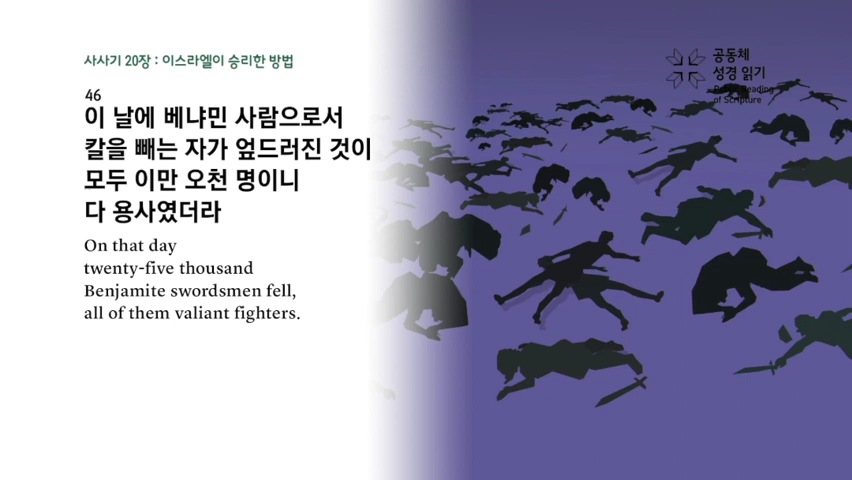 사사기 20장 : 이스라엘이 승리한 방법
공동체
성경 읽기
Public Reading
of Scripture
46
이 날에 베냐민 사람으로서
칼을 빼는 자가 엎드러진 것이
모두 이만 오천 명이니
다 용사였더라
On that day
twenty-five thousand
Benjamite swordsmen fell,
all of them valiant fighters.